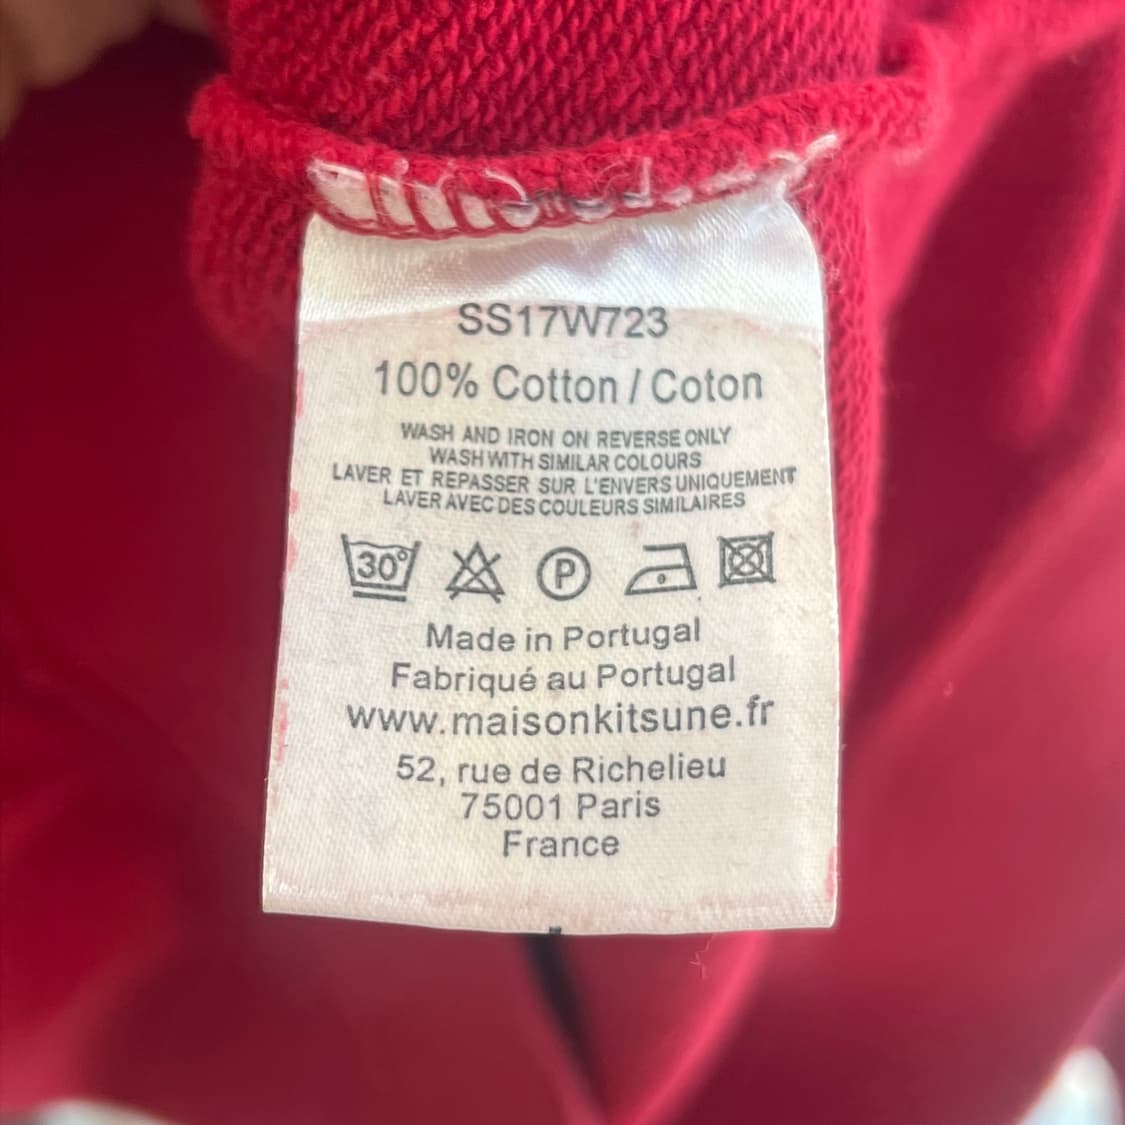 SS17W723
100% Cotton / Coton
WASH AND IRON ON REVERSE ONLY
WASH WITH SIMILAR COLOURS
LAVER ET REPASSER SUR L'ENVERS UNIQUEMENT
LAVER AVEC DES COULEURS SIMILAIRES
30° P
Made in Portugal
Fabriqué au Portugal
www.maisonkitsune.fr
52, rue de Richelieu
75001 Paris
France